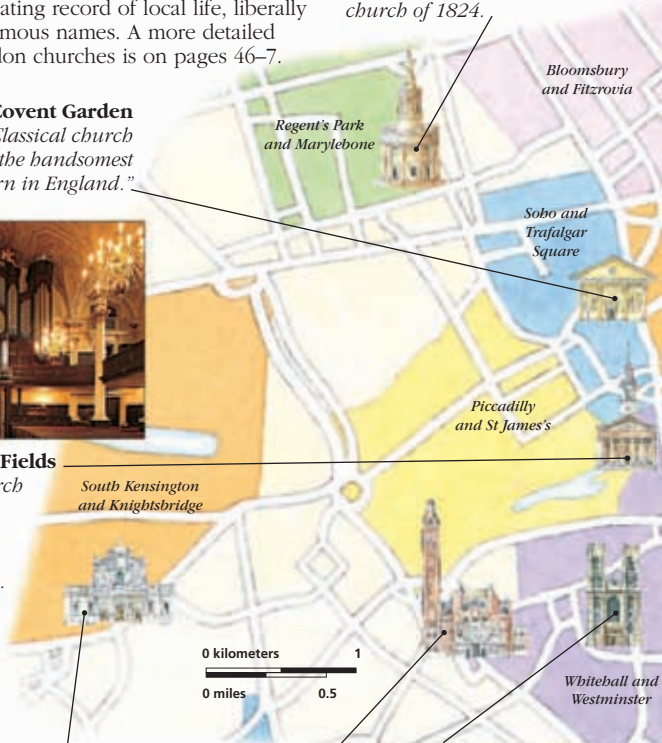 ating record of local life, liberally
mous names. A more detailed
don churches is on pages 46–7.
church of 1824.
Covent Garden
Classical church
the handsomest
rn in England.”
Bloomsbury
and Fitzrovia
Regent's Park
and Marylebone
Soho and
Trafalgar
Square
Piccadilly
and St James's
Fields
rch
South Kensington
and Knightsbridge
.
0 kilometers 1
0 miles 0.5
Whitehall and
Westminster